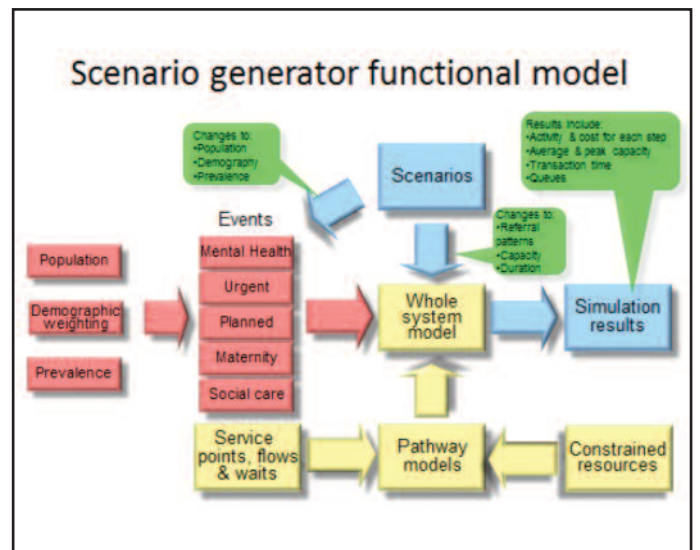 Scenario generator functional model
Changes to:
•Population
•Demography
•Prevalence
Scenarios
Results include:
•Activity & cost for each step
•Average & peak capacity
•Transaction time
•Queues
Events
Changes to:
•Referral
patterns
•Capacity
•Duration
Population
Demographic
weighting
Prevalence
Mental Health
Urgent
Planned
Maternity
Social care
Whole
system
model
Simulation
results
Service
points, flows
& waits
Pathway
models
Constrained
resources